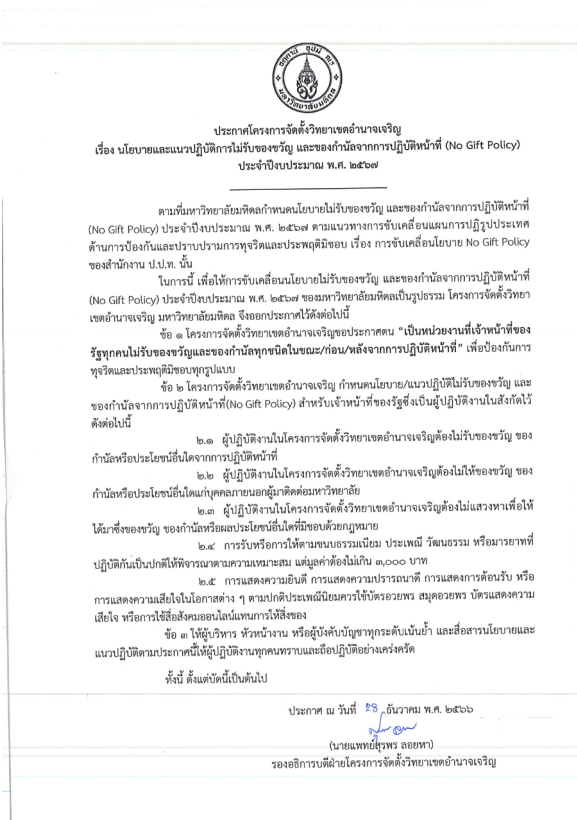 อตฺตานํ อุปมํ กเร
มหาวิทยาลัยมหิดล
ประกาศโครงการจัดตั้งวิทยาเขตอำนาจเจริญ
เรื่อง นโยบายและแนวปฏิบัติการไม่รับของขวัญ และของกำนัลจากการปฏิบัติหน้าที่ (No Gift Policy)
ประจำปีงบประมาณ พ.ศ. ๒๕๖๗
ตามที่มหาวิทยาลัยมหิดลกำหนดนโยบายไม่รับของขวัญ และของกำนัลจากการปฏิบัติหน้าที่
(No Gift Policy) ประจำปีงบประมาณ พ.ศ. ๒๕๖๗ ตามแนวทางการขับเคลื่อนแผนการปฏิรูปประเทศ
ด้านการป้องกันและปราบปรามการทุจริตและประพฤติมิชอบ เรื่อง การขับเคลื่อนนโยบาย No Gift Policy
ของสำนักงาน ป.ป.ท. นั้น
ในการนี้ เพื่อให้การขับเคลื่อนนโยบายไม่รับของขวัญ และของกำนัลจากการปฏิบัติหน้าที่
(No Gift Policy) ประจำปีงบประมาณ พ.ศ. ๒๕๖๗ ของมหาวิทยาลัยมหิดลเป็นรูปธรรม โครงการจัดตั้งวิทยา
เขตอำนาจเจริญ มหาวิทยาลัยมหิดล จึงออกประกาศไว้ดังต่อไปนี้
ข้อ ๑ โครงการจัดตั้งวิทยาเขตอำนาจเจริญขอประกาศตน “เป็นหน่วยงานที่เจ้าหน้าที่ของ
รัฐทุกคนไม่รับของขวัญและของกำนัลทุกชนิดในขณะ/ก่อน/หลังจากการปฏิบัติหน้าที่” เพื่อป้องกันการ
ทุจริตและประพฤติมิชอบทุกรูปแบบ
ข้อ ๒ โครงการจัดตั้งวิทยาเขตอำนาจเจริญ กำหนดนโยบาย/แนวปฏิบัติไม่รับของขวัญ และ
ของกำนัลจากการปฏิบัติหน้าที่(No Gift Policy) สำหรับเจ้าหน้าที่ของรัฐซึ่งเป็นผู้ปฏิบัติงานในสังกัดไว้
ดังต่อไปนี้
๒.๑ ผู้ปฏิบัติงานในโครงการจัดตั้งวิทยาเขตอำนาจเจริญต้องไม่รับของขวัญ ของ
กำนัลหรือประโยชน์อื่นใดจากการปฏิบัติหน้าที่
๒.๒ ผู้ปฏิบัติงานในโครงการจัดตั้งวิทยาเขตอำนาจเจริญต้องไม่ให้ของขวัญ ของ
กำนัลหรือประโยชน์อื่นใดแก่บุคคลภายนอกผู้มาติดต่อมหาวิทยาลัย
๒.๓ ผู้ปฏิบัติงานในโครงการจัดตั้งวิทยาเขตอำนาจเจริญต้องไม่แสวงหาเพื่อให้
ได้มาซึ่งของขวัญ ของกำนัลหรือผลประโยชน์อื่นใดที่มิชอบด้วยกฎหมาย
๒.๔ การรับหรือการให้ตามขนบธรรมเนียม ประเพณี วัฒนธรรม หรือมารยาทที่
ปฏิบัติกันเป็นปกติให้พิจารณาตามความเหมาะสม แต่มูลค่าต้องไม่เกิน ๓,๐๐๐ บาท
๒.๕ การแสดงความยินดี การแสดงความปรารถนาดี การแสดงการต้อนรับ หรือ
การแสดงความเสียใจในโอกาสต่าง ๆ ตามปกติประเพณีนิยมควรใช้บัตรอวยพร สมุดอวยพร บัตรแสดงความ
เสียใจ หรือการใช้สื่อสังคมออนไลน์แทนการให้สิ่งของ
ข้อ ๓ ให้ผู้บริหาร หัวหน้างาน หรือผู้บังคับบัญชาทุกระดับเน้นย้ำ และสื่อสารนโยบายและ
แนวปฏิบัติตามประกาศนี้ให้ผู้ปฏิบัติงานทุกคนทราบและถือปฏิบัติอย่างเคร่งครัด
ทั้งนี้ ตั้งแต่บัดนี้เป็นต้นไป
ประกาศ ณ วันที่ 28 ธันวาคม พ.ศ. ๒๕๖๖
(นายแพทย์สุรพร ลอยหา)
รองอธิการบดีฝ่ายโครงการจัดตั้งวิทยาเขตอำนาจเจริญ